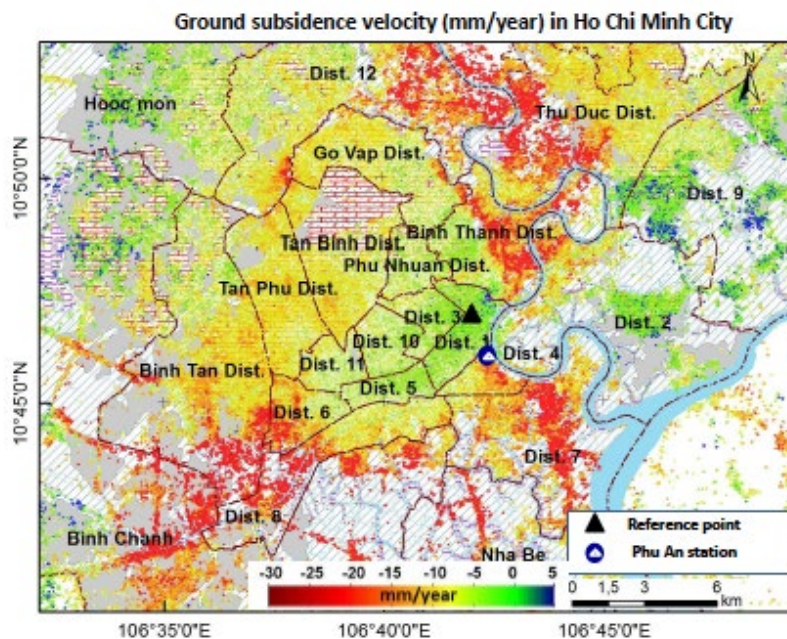 Ground subsidence velocity (mm/year) in Ho Chi Minh City
N
Dist. 12
Hooc mon
Thu Duc Dist.
Go Vap Dist.
10°50'0"N
Dist. 9
Tan Binh Dist.
Binh Thanh Dist.
Phu Nhuan Dist.
Tan Phu Dist.
Dist. 3
Dist. 2
Dist. 10
Dist. 1
Dist. 4
Binh Tan Dist.
Dist. 11
Dist. 5
10°45'0"N
Dist. 6
Dist. 7
Dist. 8
Binh Chanh
Nha Be
Reference point
Phu An station
-30 -25 -20 -15 -10 -5 0 5
mm/year
0 1,5 3 6
km
106°35'0"E 106°40'0"E 106°45'0"E